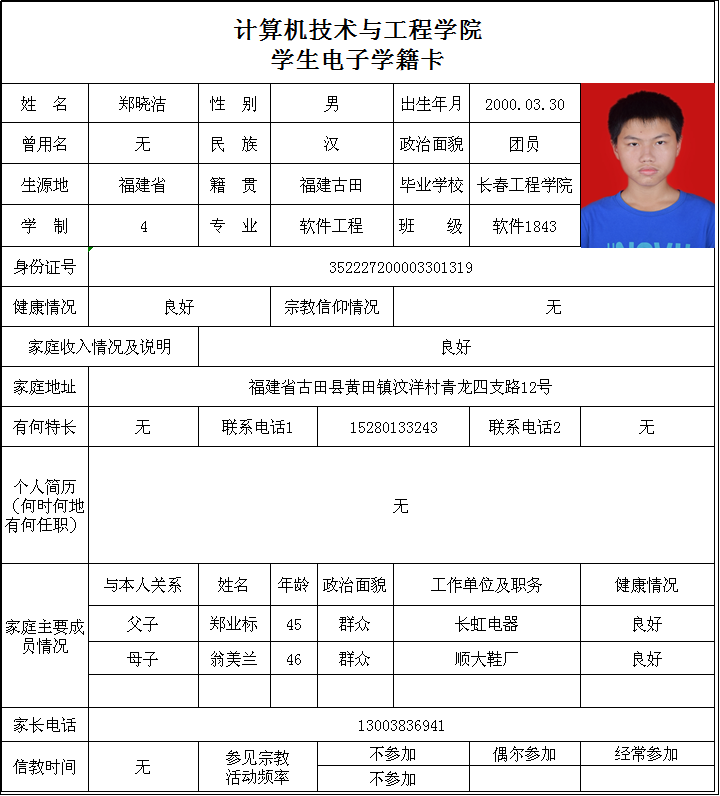 计算机技术与工程学院
学生电子学籍卡
姓 名 郑晓洁 性 别 男 出生年月 2000.03.30
曾用名 无 民 族 汉 政治面貌 团员
生源地 福建省 籍 贯 福建古田 毕业学校 长春工程学院
学 制 4 专 业 软件工程 班 级 软件1843
身份证号 352227200003301319
健康情况 良好 宗教信仰情况 无
家庭收入情况及说明 良好
家庭地址 福建省古田县黄田镇汶洋村青龙四支路12号
有何特长 无 联系电话1 15280133243 联系电话2 无
个人简历
（何时何地
有何任职）
无
家庭主要成
员情况
与本人关系 姓名 年龄 政治面貌 工作单位及职务 健康情况
父子 郑业标 45 群众 长虹电器 良好
母子 翁美兰 46 群众 顺大鞋厂 良好
家长电话 13003836941
信教时间 无 参见宗教
活动频率
不参加 偶尔参加 经常参加
不参加